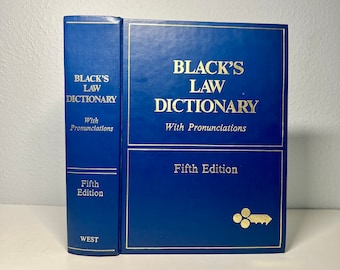 BLACK'S
LAW
DICTIONARY
With
Pronunciations
Fifth
Edition
WEST
BLACK'S
LAW
DICTIONARY
With Pronunciations
Fifth Edition